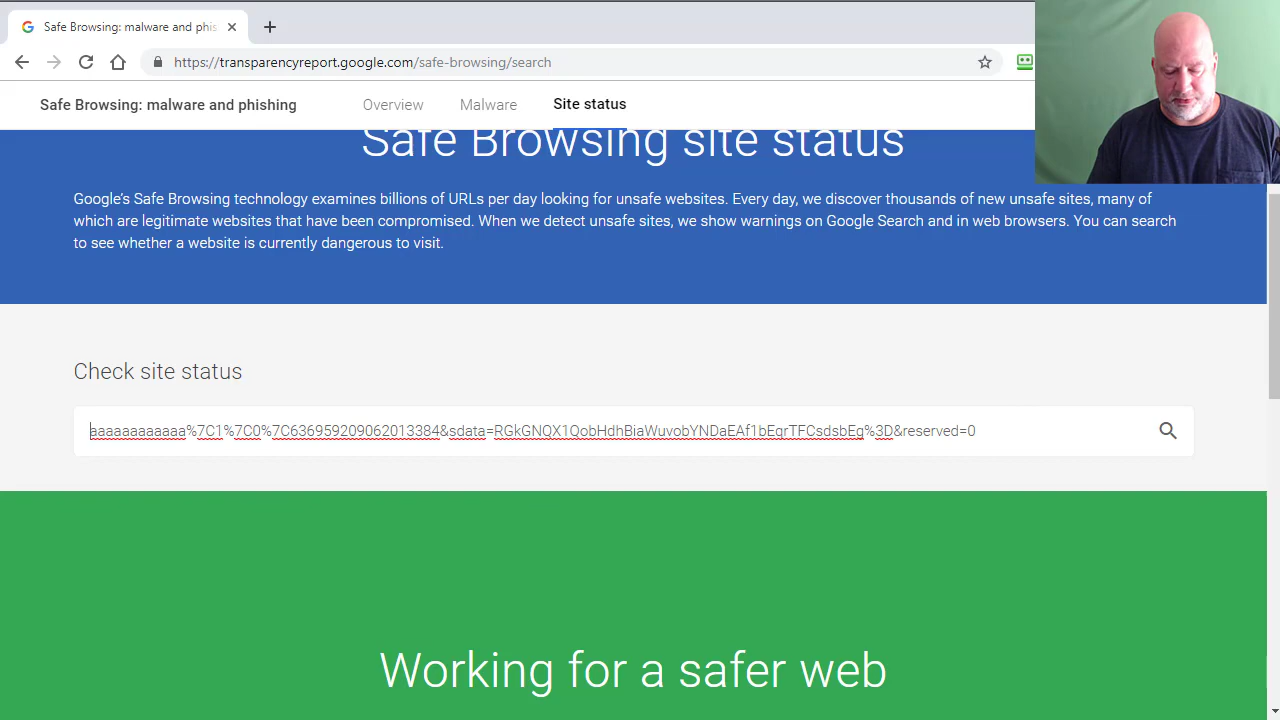 Safe Browsing: malware and phis
https://transparencyreport.google.com/safe-browsing/search
Safe Browsing: malware and phishing
Overview
Malware
Site status
Safe Browsing site status
Google's Safe Browsing technology examines billions of URLs per day looking for unsafe websites. Every day, we discover thousands of new unsafe sites, many of
which are legitimate websites that have been compromised. When we detect unsafe sites, we show warnings on Google Search and in web browsers. You can search
to see whether a website is currently dangerous to visit.
Check site status
aaaaaaaaaaaa%7C1%7C0%7C636959209062013384&sdata=RGkGNQX1QobHdhBiaWuvobYNDaEAf1bEqrTFCsdsbEg%3D&reserved=0
Working for a safer web